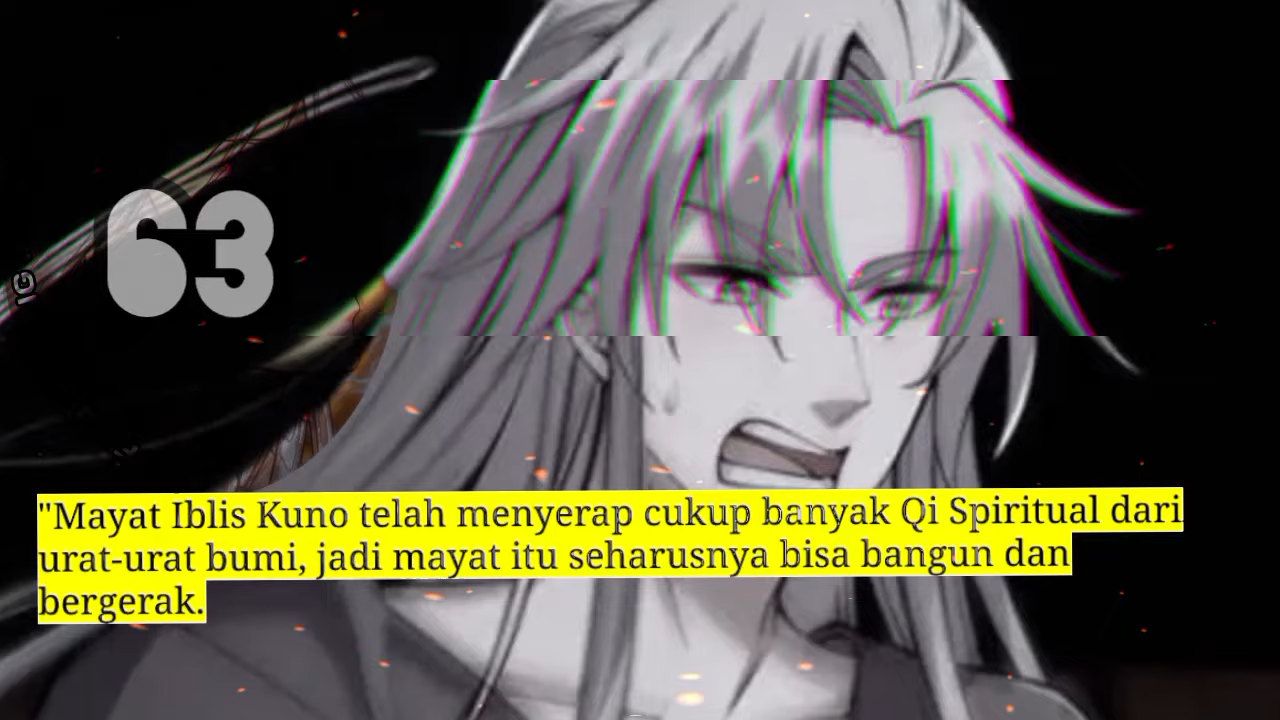 63
"Mayat Iblis Kuno telah menyerap cukup banyak Qi Spiritual dari
urat-urat bumi, jadi mayat itu seharusnya bisa bangun dan
bergerak.